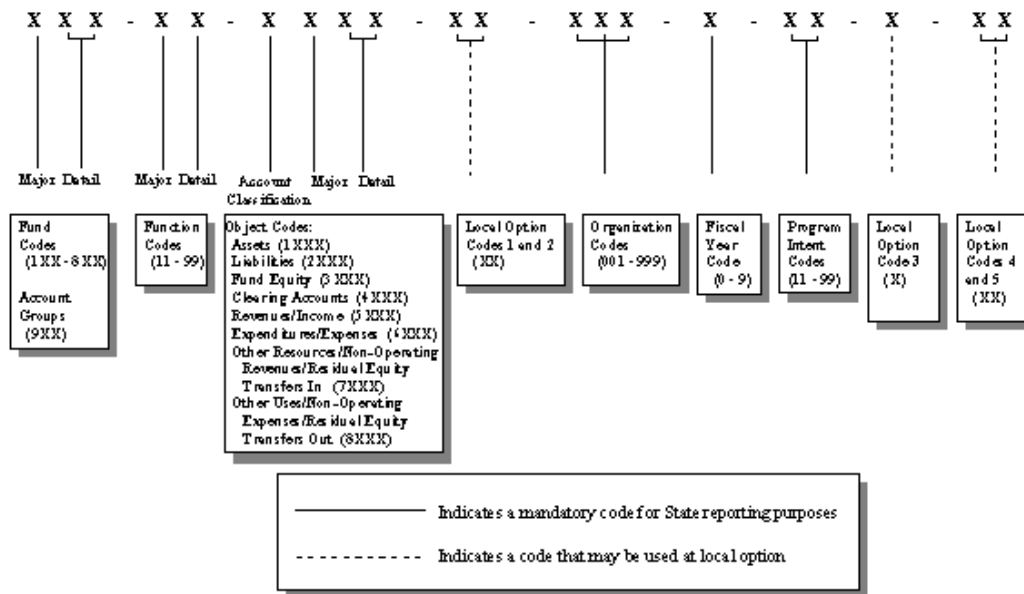 X X X - X X - X X X X - X X - X X X - X - X X - X - X X
Major Detail Major Detail Account Classification Major Detail
Fund
Codes
(1XX - 8XX)
Account
Groups
(9XX)
Function
Codes
(11 - 99)
Object Codes:
Assets (1XXX)
Liabilities (2XXX)
Fund Equity (3XXX)
Clearing Accounts (4XXX)
Revenues/Income (5XXX)
Expenditures/Expenses (6XXX)
Other Resources/Non-Operating
Revenues/Residual Equity
Transfers In (7XXX)
Other Uses/Non-Operating
Expenses/Residual Equity
Transfers Out (8XXX)
Local Option
Codes 1 and 2
(XX)
Organization
Codes
(001 - 999)
Fiscal
Year
Code
(0 - 9)
Program
Intent
Codes
(11 - 99)
Local
Option
Code 3
(X)
Local
Option
Codes 4
and 5
(XX)
Indicates a mandatory code for State reporting purposes
Indicates a code that may be used at local option